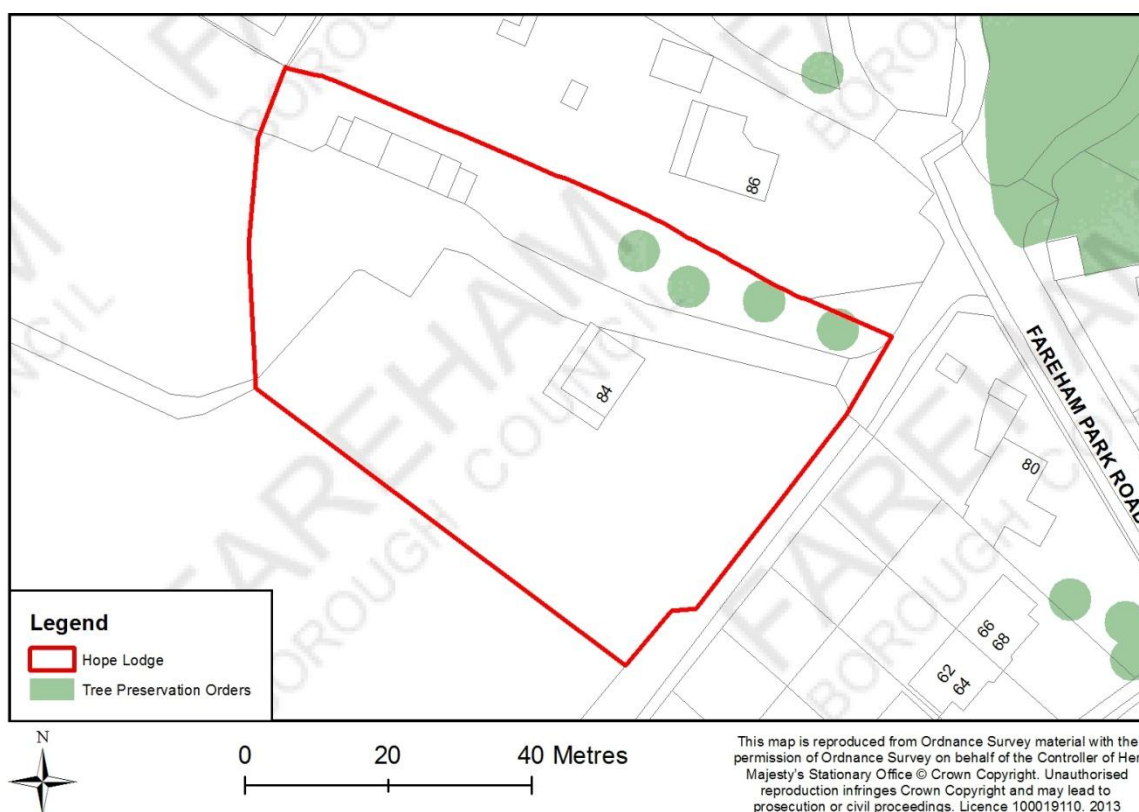 FAREHAM
BOROUGH COUNCIL
86
84
80
66
68
62
64
FAREHAM PARK ROAD
Legend
Hope Lodge
Tree Preservation Orders
N
0 20 40 Metres
This map is reproduced from Ordnance Survey material with the
permission of Ordnance Survey on behalf of the Controller of Her
Majesty's Stationary Office © Crown Copyright. Unauthorised
reproduction infringes Crown Copyright and may lead to
prosecution or civil proceedings. Licence 100019110. 2013